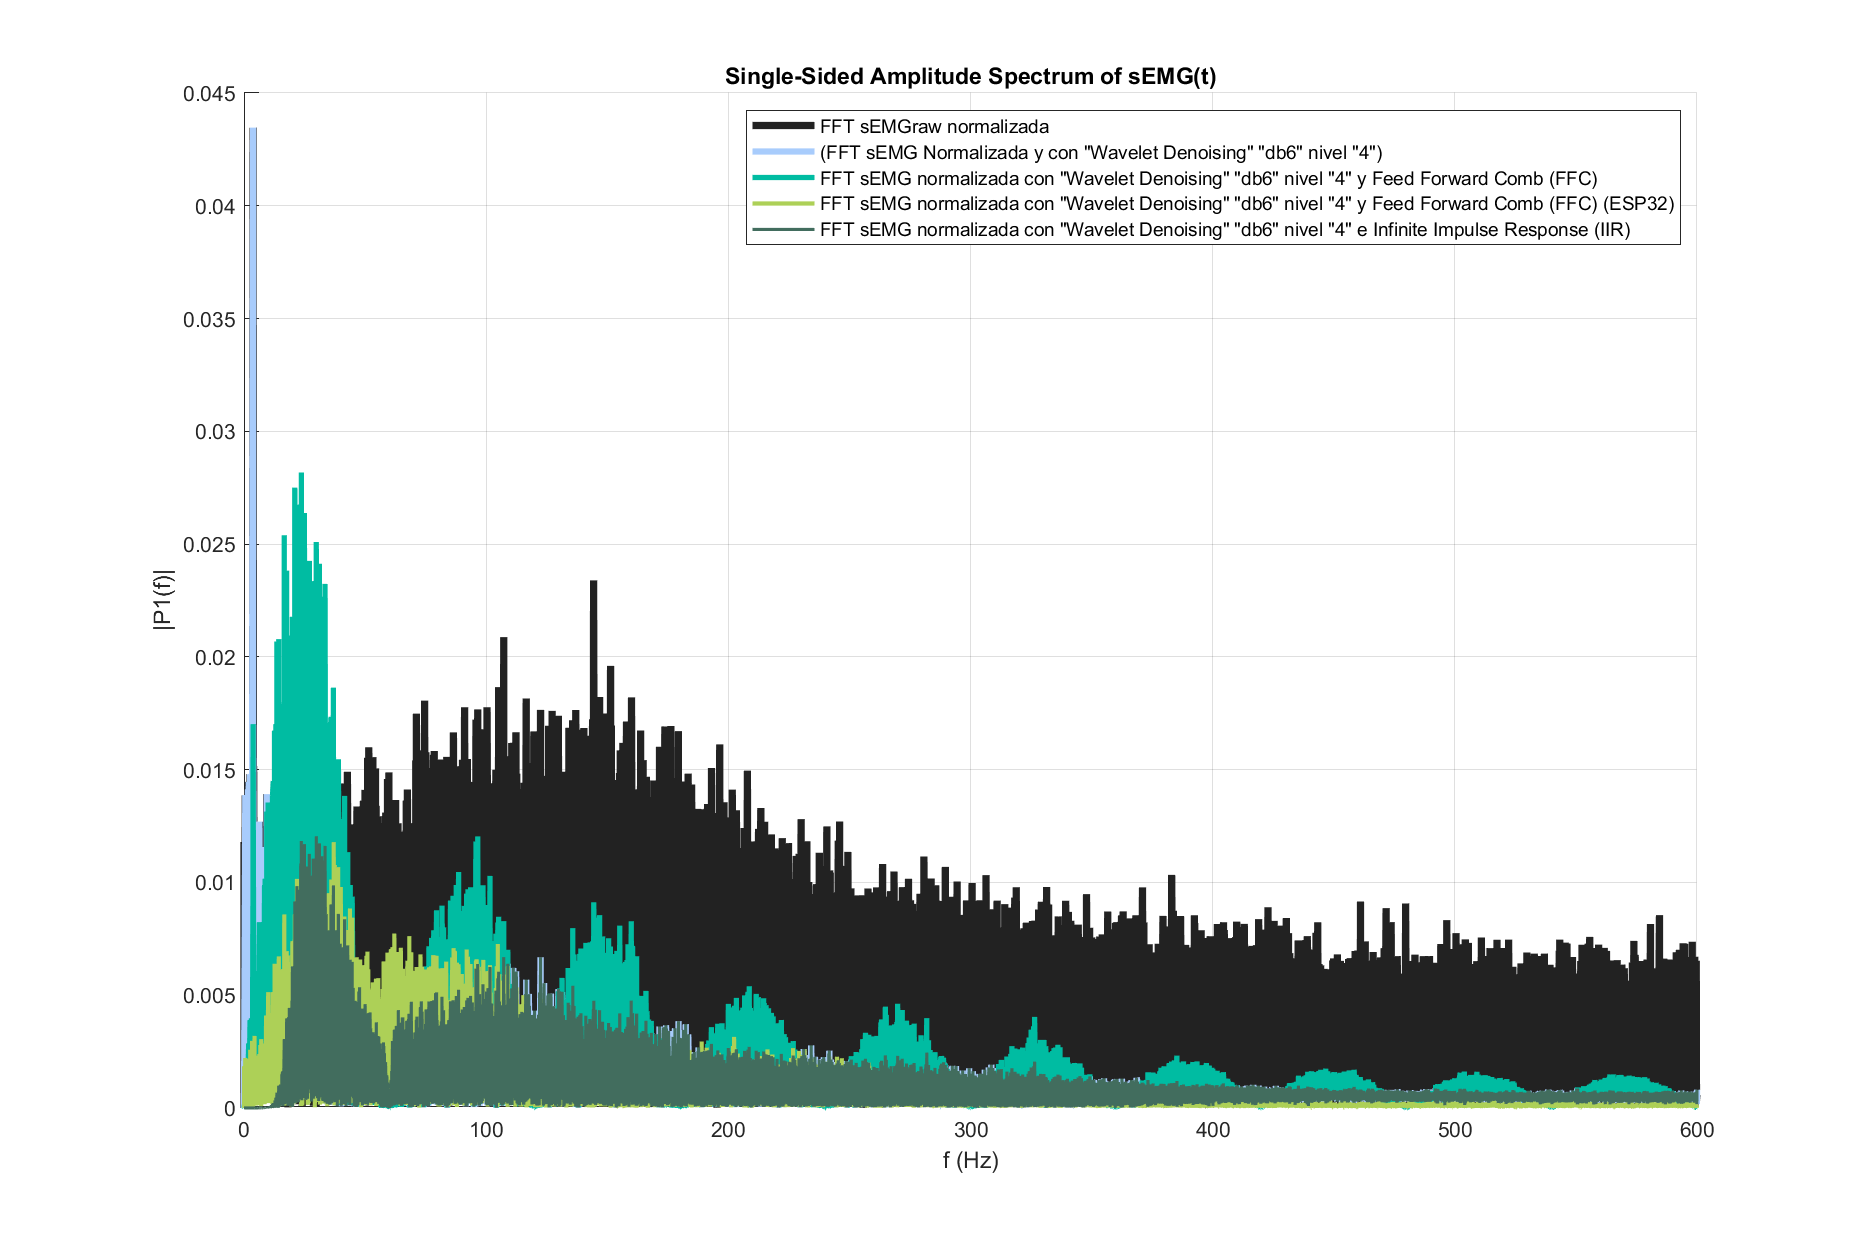 Single-Sided Amplitude Spectrum of sEMG(t)
FFT sEMGraw normalizada
(FFT sEMG Normalizada y con "Wavelet Denoising" "db6" nivel "4")
FFT sEMG normalizada con "Wavelet Denoising" "db6" nivel "4" y Feed Forward Comb (FFC)
FFT sEMG normalizada con "Wavelet Denoising" "db6" nivel "4" y Feed Forward Comb (FFC) (ESP32)
FFT sEMG normalizada con "Wavelet Denoising" "db6" nivel "4" e Infinite Impulse Response (IIR)
|P1(f)|
0.045
0.04
0.035
0.03
0.025
0.02
0.015
0.01
0.005
0
0 100 200 300 400 500 600
f (Hz)